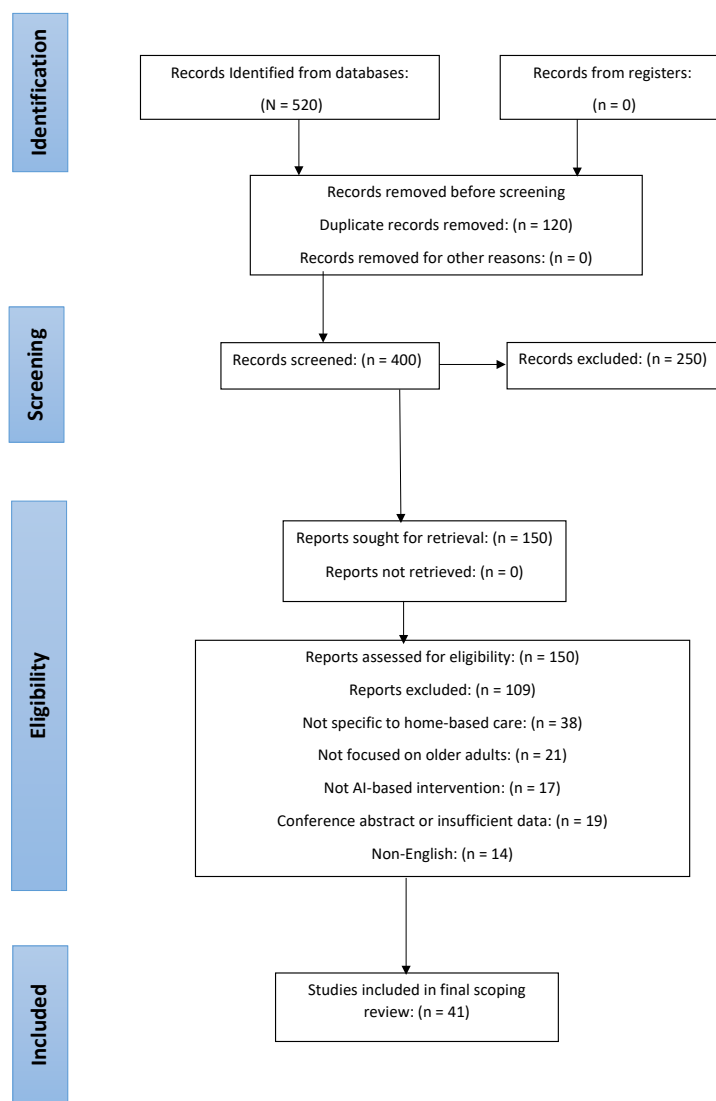 Identification
Records Identified from databases:
(N = 520)
Records from registers:
(n = 0)
Records removed before screening
Duplicate records removed: (n = 120)
Records removed for other reasons: (n = 0)
Screening
Records screened: (n = 400)
Records excluded: (n = 250)
Eligibility
Reports sought for retrieval: (n = 150)
Reports not retrieved: (n = 0)
Reports assessed for eligibility: (n = 150)
Reports excluded: (n = 109)
Not specific to home-based care: (n = 38)
Not focused on older adults: (n = 21)
Not AI-based intervention: (n = 17)
Conference abstract or insufficient data: (n = 19)
Non-English: (n = 14)
Included
Studies included in final scoping
review: (n = 41)